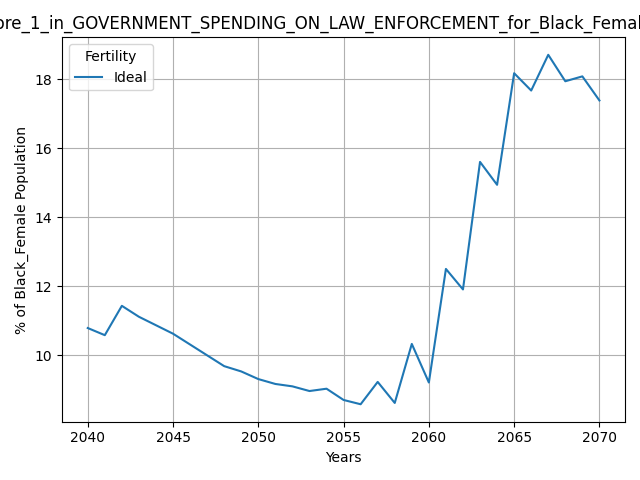 ore_1_in_GOVERNMENT_SPENDING_ON_LAW_ENFORCEMENT_for_Black_Femal
Fertility
Ideal
% of Black_Female Population
18
16
14
12
10
2040 2045 2050 2055 2060 2065 2070
Years